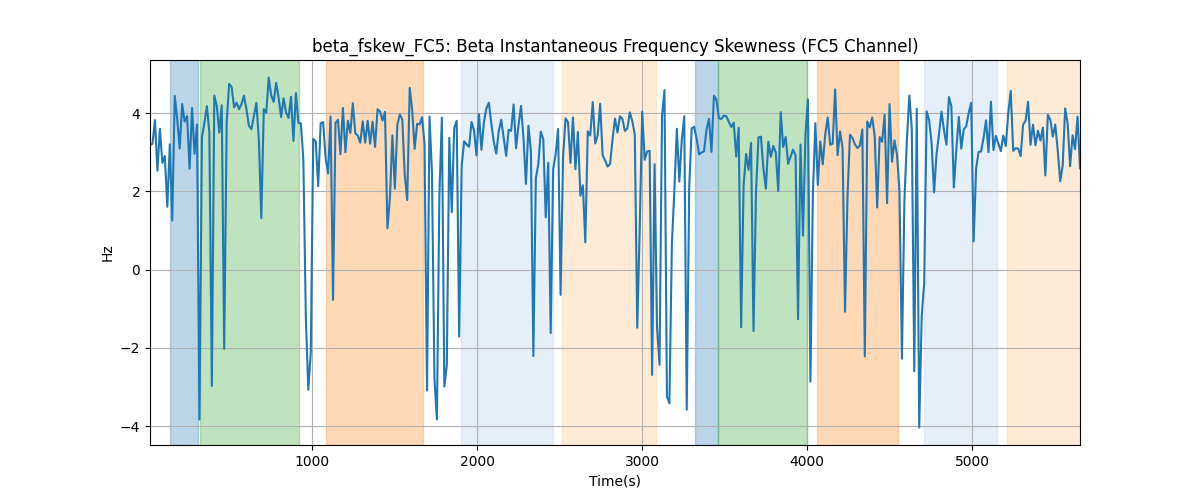 beta_fskew_FC5: Beta Instantaneous Frequency Skewness (FC5 Channel)
Hz
4
2
0
−2
−4
1000 2000 3000 4000 5000
Time(s)